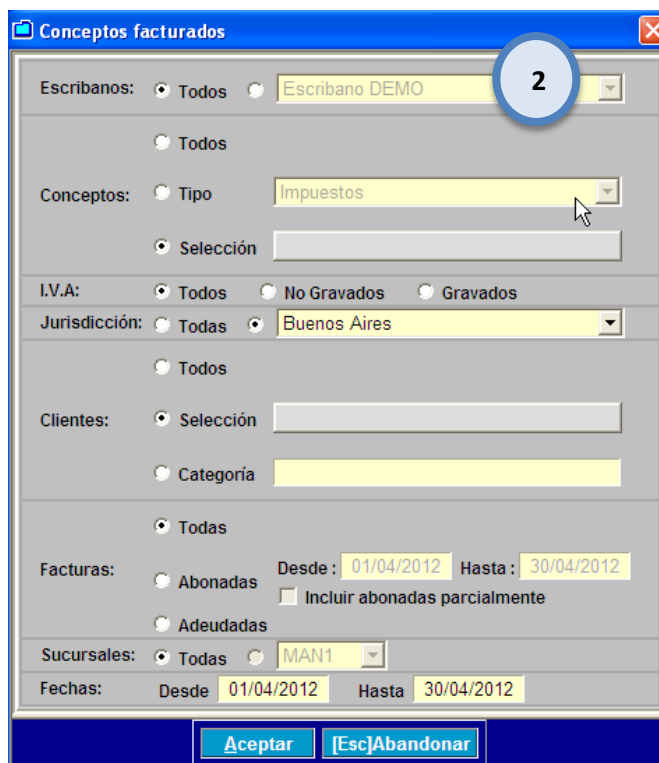 Conceptos facturados
Escribanos: Todos Escribano DEMO 2
Todos
Conceptos: Tipo Impuestos
Selección
I.V.A: Todos No Gravados Gravados
Jurisdicción: Todas Buenos Aires
Todos
Clientes: Selección
Categoría
Todas
Facturas: Abonadas Desde : 01/04/2012 Hasta : 30/04/2012
Incluir abonadas parcialmente
Adeudadas
Sucursales: Todas MAN1
Fechas: Desde 01/04/2012 Hasta 30/04/2012
Aceptar [Esc]Abandonar